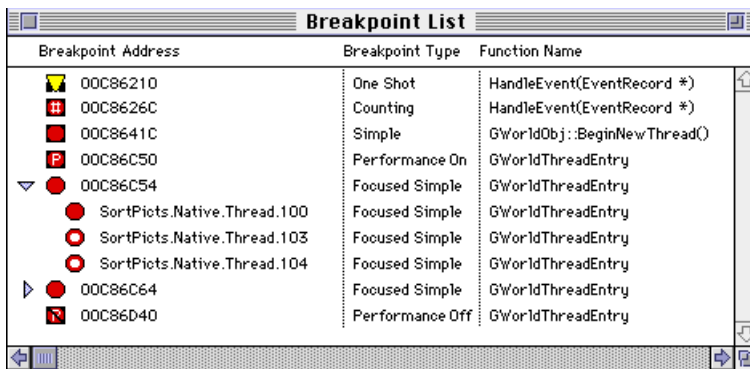 Breakpoint List
Breakpoint Address Breakpoint Type Function Name
00C86210 One Shot HandleEvent(EventRecord *)
# 00C8626C Counting HandleEvent(EventRecord *)
00C8641C Simple GWorldObj::BeginNewThread()
P 00C86C50 Performance On GWorldThreadEntry
00C86C54 Focused Simple GWorldThreadEntry
SortPicts.Native.Thread.100 Focused Simple GWorldThreadEntry
SortPicts.Native.Thread.103 Focused Simple GWorldThreadEntry
SortPicts.Native.Thread.104 Focused Simple GWorldThreadEntry
00C86C64 Focused Simple GWorldThreadEntry
00C86D40 Performance Off GWorldThreadEntry